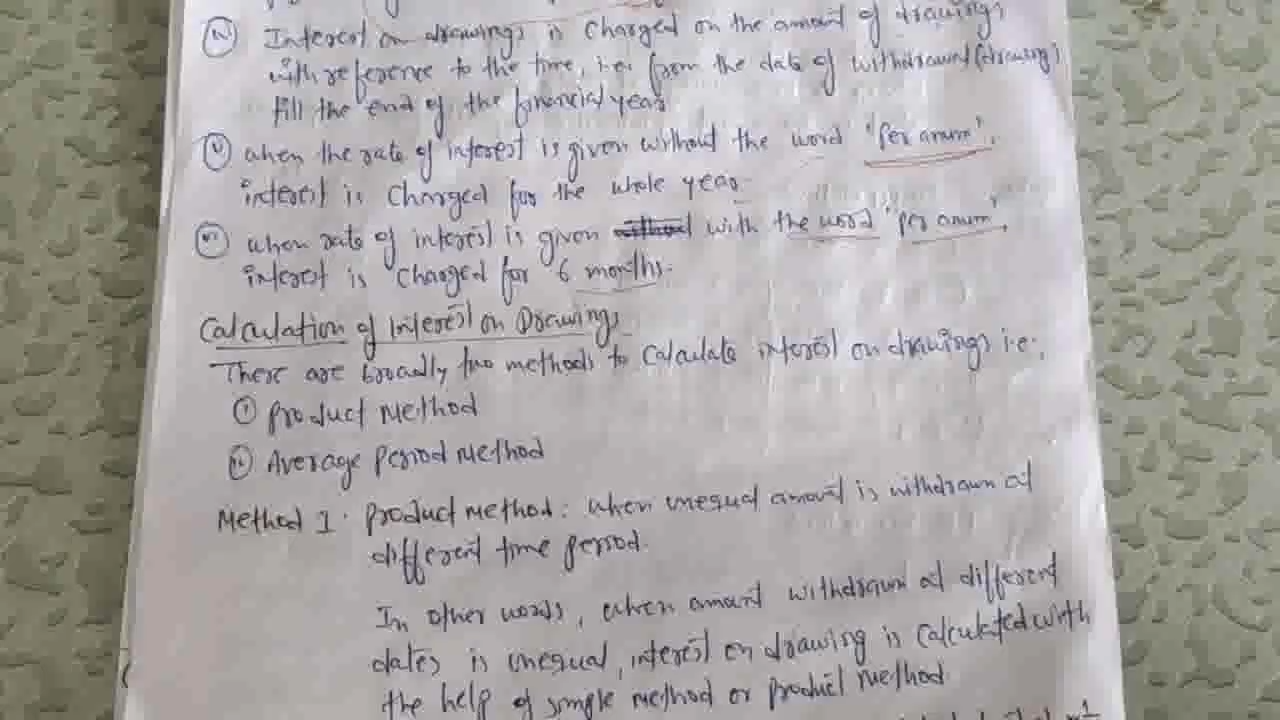 (iv) Interest on drawings is charged on the amount of drawings
with reference to the time, i.e. from the date of withdrawal (drawing)
till the end of the financial year
(v) when the rate of interest is given without the word "Per anum",
interest is charged for the whole year.
(vi) when rate of interest is given with the word "per anum",
interest is charged for 6 months.
Calculation of Interest on Drawings
There are broadly two methods to calculate interest on drawings i.e.,
(i) Product Method
(ii) Average Period Method
Method 1. Product method: when unequal amount is withdrawn at
different time period.
In other words, when amount withdrawn at different
dates is unequal, interest on drawing is calculated with
the help of simple method or product method